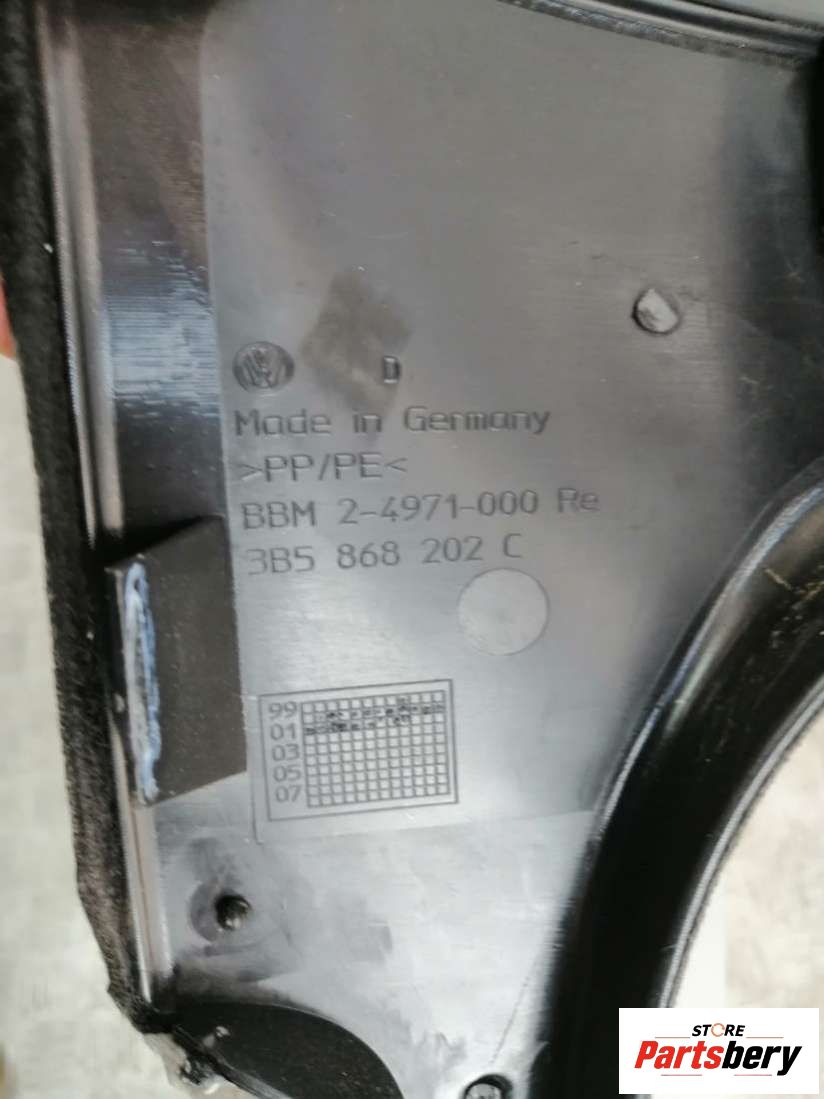 D
Made in Germany
>PP/PE<
BBM 2-4971-000 Re
3B5 868 202 C
99
01
03
05
07
STORE
Partsbery